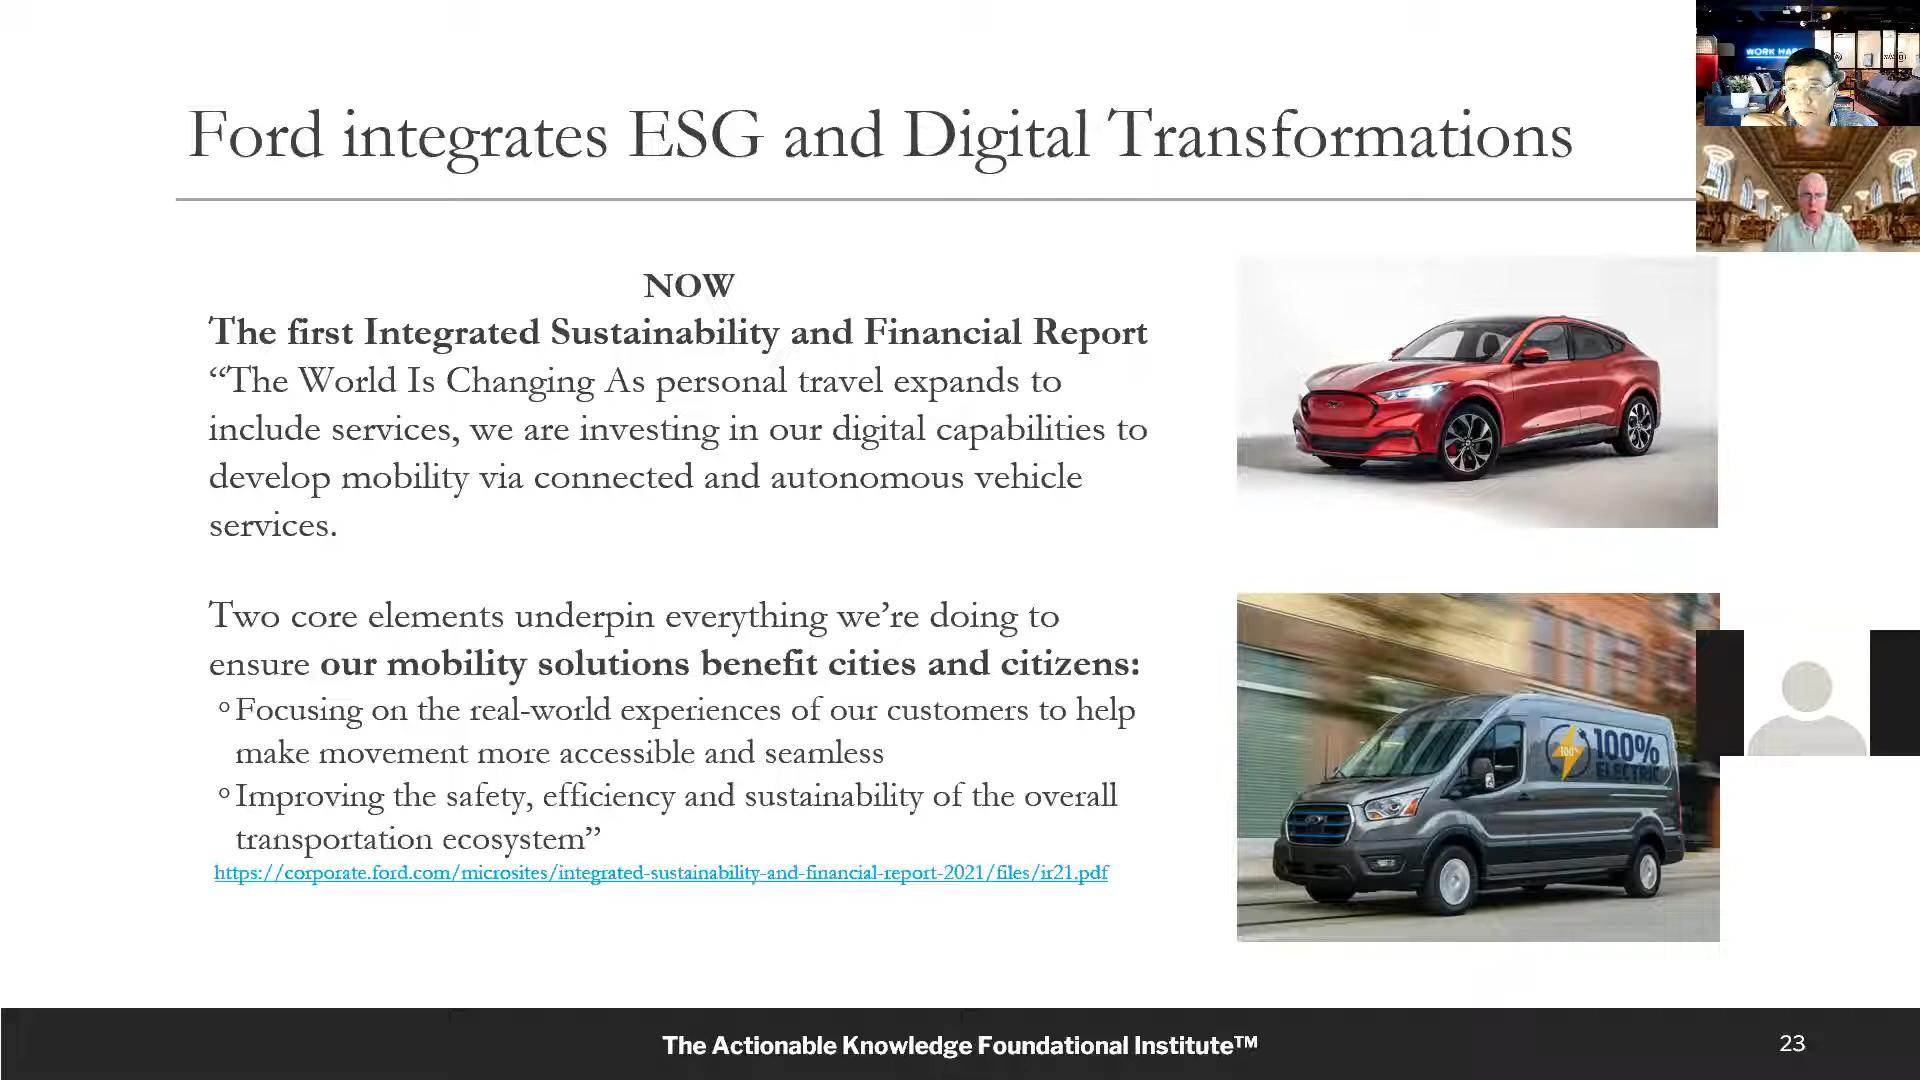 Ford integrates ESG and Digital Transformations
WORK HA
NOW
The first Integrated Sustainability and Financial Report
“The World Is Changing As personal travel expands to
include services, we are investing in our digital capabilities to
develop mobility via connected and autonomous vehicle
services.
Two core elements underpin everything we’re doing to
ensure our mobility solutions benefit cities and citizens:
°Focusing on the real-world experiences of our customers to help
make movement more accessible and seamless
°Improving the safety, efficiency and sustainability of the overall
transportation ecosystem”
https://corporate.ford.com/microsites/integrated-sustainability-and-financial-report-2021/files/ir21.pdf
100%
100%
ELECTRIC
The Actionable Knowledge Foundational Institute™
23